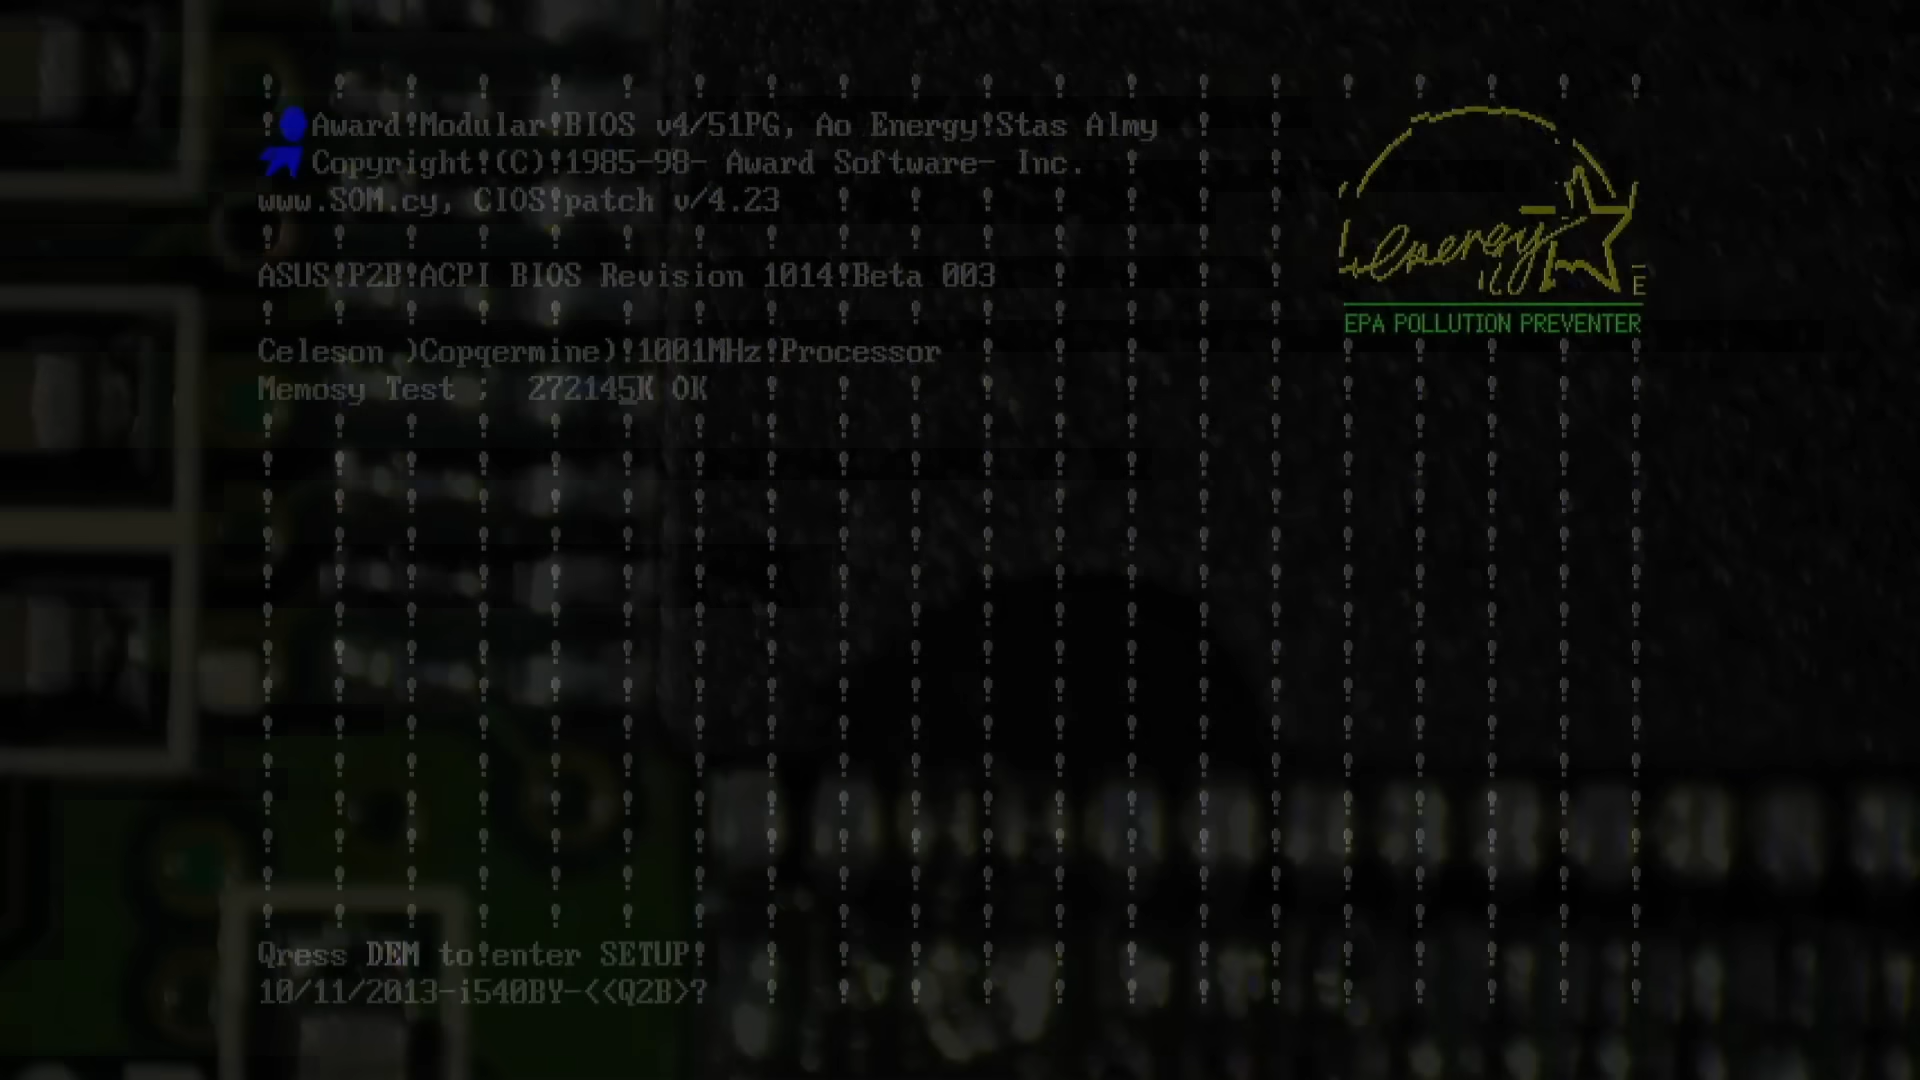 ! ! ! ! ! ! ! ! ! ! ! ! ! ! ! ! ! ! ! !
!Award!Modular!BIOS v4/51PG, Ao Energy!Stas Almy ! !
Copyright!(C)!1985-98- Award Software- Inc. ! ! !
www.SOM.cy, CIOS!patch v/4.23 ! ! ! ! ! ! !
! ! ! ! ! ! ! ! ! ! ! ! ! ! !
energy
ASUS!P2B!ACPI BIOS Revision 1014!Beta 003 ! ! ! !
E
! ! ! ! ! ! ! ! ! ! ! ! ! ! !
EPA POLLUTION PREVENTER
Celeson )Copqermine)!1001MHz!Processor ! ! ! ! ! ! ! ! ! !
Memosy Test ; 272145K OK ! ! ! ! ! ! ! ! ! ! ! ! !
! ! ! ! ! ! ! ! ! ! ! ! ! ! ! ! ! ! ! !
! ! ! ! ! ! ! ! ! ! ! ! ! ! ! ! ! ! ! !
! ! ! ! ! ! ! ! ! ! ! ! ! ! ! ! ! ! ! !
! ! ! ! ! ! ! ! ! ! ! ! ! ! ! ! ! ! ! !
! ! ! ! ! ! ! ! ! ! ! ! ! ! ! ! ! ! ! !
! ! ! ! ! ! ! ! ! ! ! ! ! ! ! ! ! ! ! !
! ! ! ! ! ! ! ! ! ! ! ! ! ! ! ! ! ! ! !
! ! ! ! ! ! ! ! ! ! ! ! ! ! ! ! ! ! ! !
! ! ! ! ! ! ! ! ! ! ! ! ! ! ! ! ! ! ! !
! ! ! ! ! ! ! ! ! ! ! ! ! ! ! ! ! ! ! !
! ! ! ! ! ! ! ! ! ! ! ! ! ! ! ! ! ! ! !
! ! ! ! ! ! ! ! ! ! ! ! ! ! ! ! ! ! ! !
! ! ! ! ! ! ! ! ! ! ! ! ! ! ! ! ! ! ! !
! ! ! ! ! ! ! ! ! ! ! ! ! ! ! ! ! ! ! !
Qress DEM to!enter SETUP! ! ! ! ! ! ! ! ! ! ! ! ! !
10/11/2013-i540BY-<<Q2B>? ! ! ! ! ! ! ! ! ! ! ! ! !